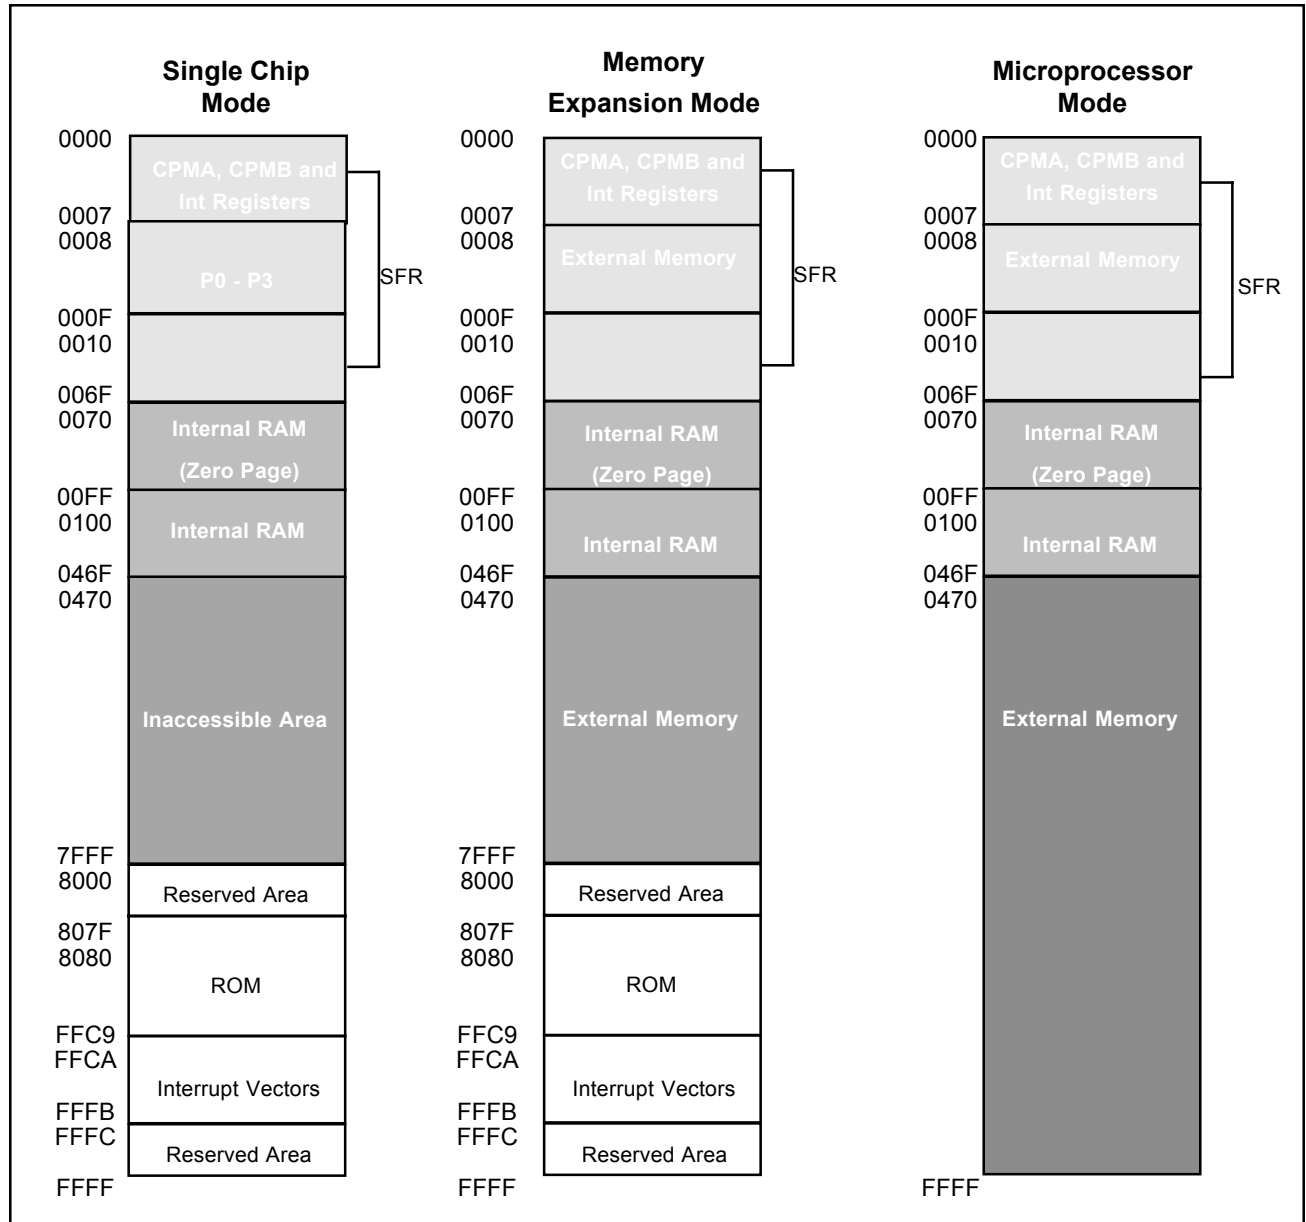 Single Chip
Mode
0000
CPMA, CPMB and
Int Registers
0007
0008
P0 - P3
SFR
000F
0010
006F
0070
Internal RAM
(Zero Page)
00FF
0100
Internal RAM
046F
0470
Inaccessible Area
7FFF
8000
Reserved Area
807F
8080
ROM
FFC9
FFCA
Interrupt Vectors
FFFB
FFFC
Reserved Area
FFFF
Memory
Expansion Mode
0000
CPMA, CPMB and
Int Registers
0007
0008
External Memory
SFR
000F
0010
006F
0070
Internal RAM
(Zero Page)
00FF
0100
Internal RAM
046F
0470
External Memory
7FFF
8000
Reserved Area
807F
8080
ROM
FFC9
FFCA
Interrupt Vectors
FFFB
FFFC
Reserved Area
FFFF
Microprocessor
Mode
0000
CPMA, CPMB and
Int Registers
0007
0008
External Memory
SFR
000F
0010
006F
0070
Internal RAM
(Zero Page)
00FF
0100
Internal RAM
046F
0470
External Memory
FFFF